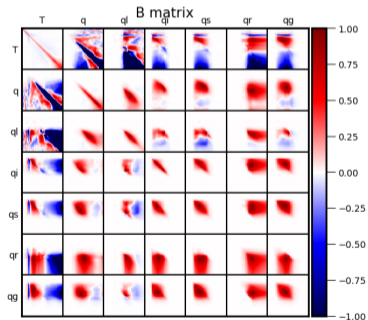 B matrix
T q ql qi qs qr qg
T
q
ql
qi
qs
qr
qg
1.00
0.75
0.50
0.25
0.00
−0.25
−0.50
−0.75
−1.00